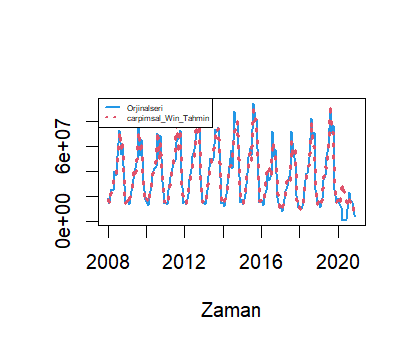 Orjinalseri
carpimsal_Win_Tahmin
6e+07
0e+00
2008
2012
2016
2020
Zaman